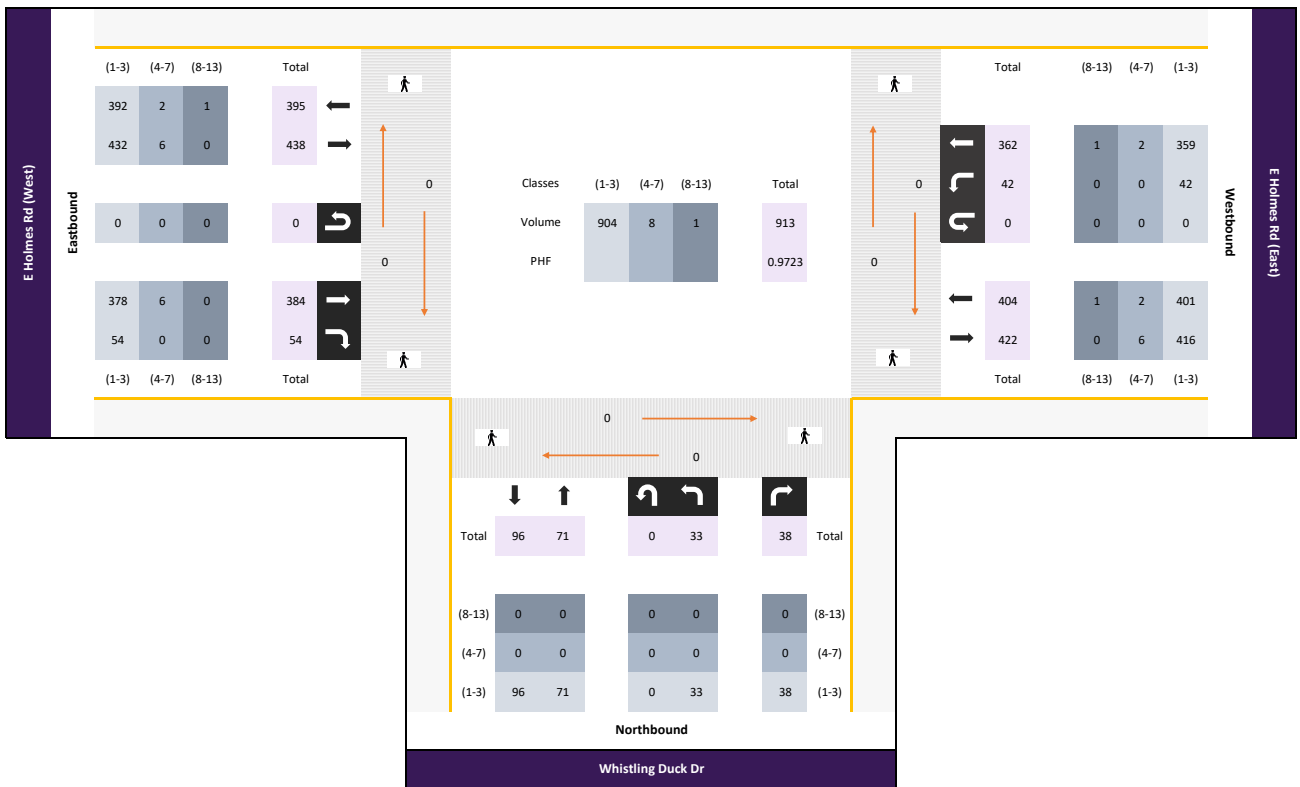 (1-3) (4-7) (8-13) Total
Total (8-13) (4-7) (1-3)
392 2 1 395
432 6 0 438
362 1 2 359
E Holmes Rd (West)
Eastbound
0
Classes (1-3) (4-7) (8-13) Total
0
42 0 0 42
Westbound
E Holmes Rd (East)
0 0 0 0
Volume 904 8 1 913
0 0 0 0
0
PHF 0.9723
0
378 6 0 384
404 1 2 401
54 0 0 54
422 0 6 416
(1-3) (4-7) (8-13) Total
Total (8-13) (4-7) (1-3)
0
0
Total 96 71 0 33 38 Total
(8-13) 0 0 0 0 0 (8-13)
(4-7) 0 0 0 0 0 (4-7)
(1-3) 96 71 0 33 38 (1-3)
Northbound
Whistling Duck Dr